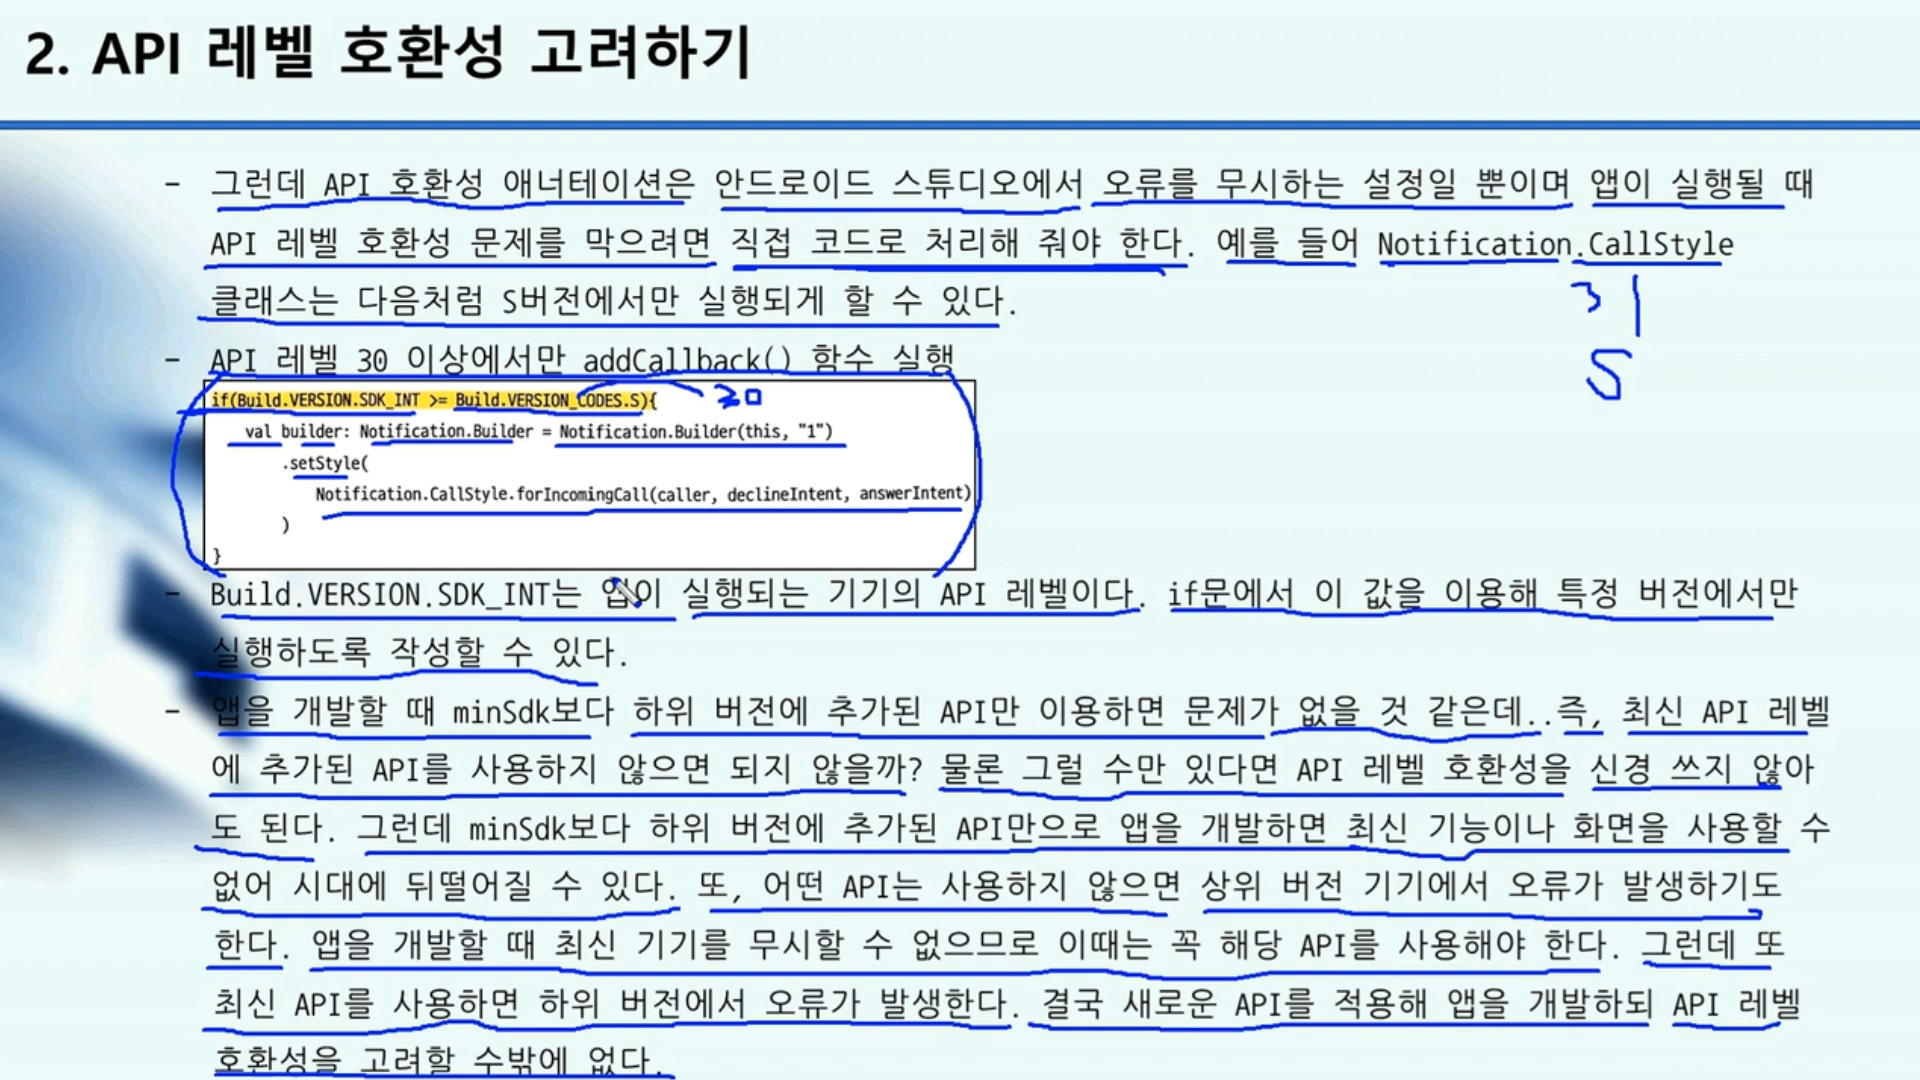 2. API 레벨 호환성 고려하기
- 그런데 API 호환성 애너테이션은 안드로이드 스튜디오에서 오류를 무시하는 설정일 뿐이며 앱이 실행될 때
API 레벨 호환성 문제를 막으려면 직접 코드로 처리해 줘야 한다. 예를 들어 Notification.CallStyle
클래스는 다음처럼 S버전에서만 실행되게 할 수 있다.
31
S
- API 레벨 30 이상에서만 addCallback() 함수 실행
if(Build.VERSION.SDK_INT >= Build.VERSION_CODES.S){
30
val builder: Notification.Builder = Notification.Builder(this, "1")
.setStyle(
Notification.CallStyle.forIncomingCall(caller, declineIntent, answerIntent)
)
}
- Build.VERSION.SDK_INT는 앱이 실행되는 기기의 API 레벨이다. if문에서 이 값을 이용해 특정 버전에서만
실행하도록 작성할 수 있다.
- 앱을 개발할 때 minSdk보다 하위 버전에 추가된 API만 이용하면 문제가 없을 것 같은데..즉, 최신 API 레벨
에 추가된 API를 사용하지 않으면 되지 않을까? 물론 그럴 수만 있다면 API 레벨 호환성을 신경 쓰지 않아
도 된다. 그런데 minSdk보다 하위 버전에 추가된 API만으로 앱을 개발하면 최신 기능이나 화면을 사용할 수
없어 시대에 뒤떨어질 수 있다. 또, 어떤 API는 사용하지 않으면 상위 버전 기기에서 오류가 발생하기도
한다. 앱을 개발할 때 최신 기기를 무시할 수 없으므로 이때는 꼭 해당 API를 사용해야 한다. 그런데 또
최신 API를 사용하면 하위 버전에서 오류가 발생한다. 결국 새로운 API를 적용해 앱을 개발하되 API 레벨
호환성을 고려할 수밖에 없다.